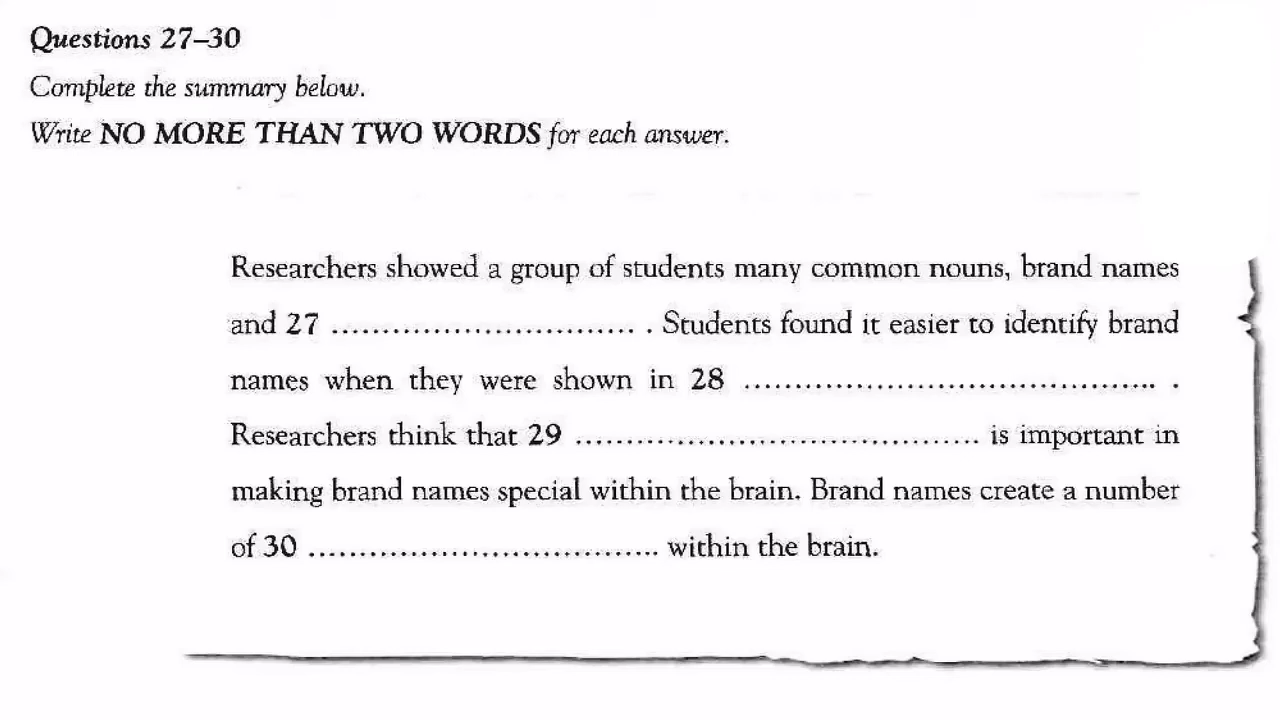 Questions 27–30
Complete the summary below.
Write NO MORE THAN TWO WORDS for each answer.
Researchers showed a group of students many common nouns, brand names
and 27 .............................. . Students found it easier to identify brand
names when they were shown in 28 ........................................ .
Researchers think that 29 ........................................ is important in
making brand names special within the brain. Brand names create a number
of 30 .................................. within the brain.